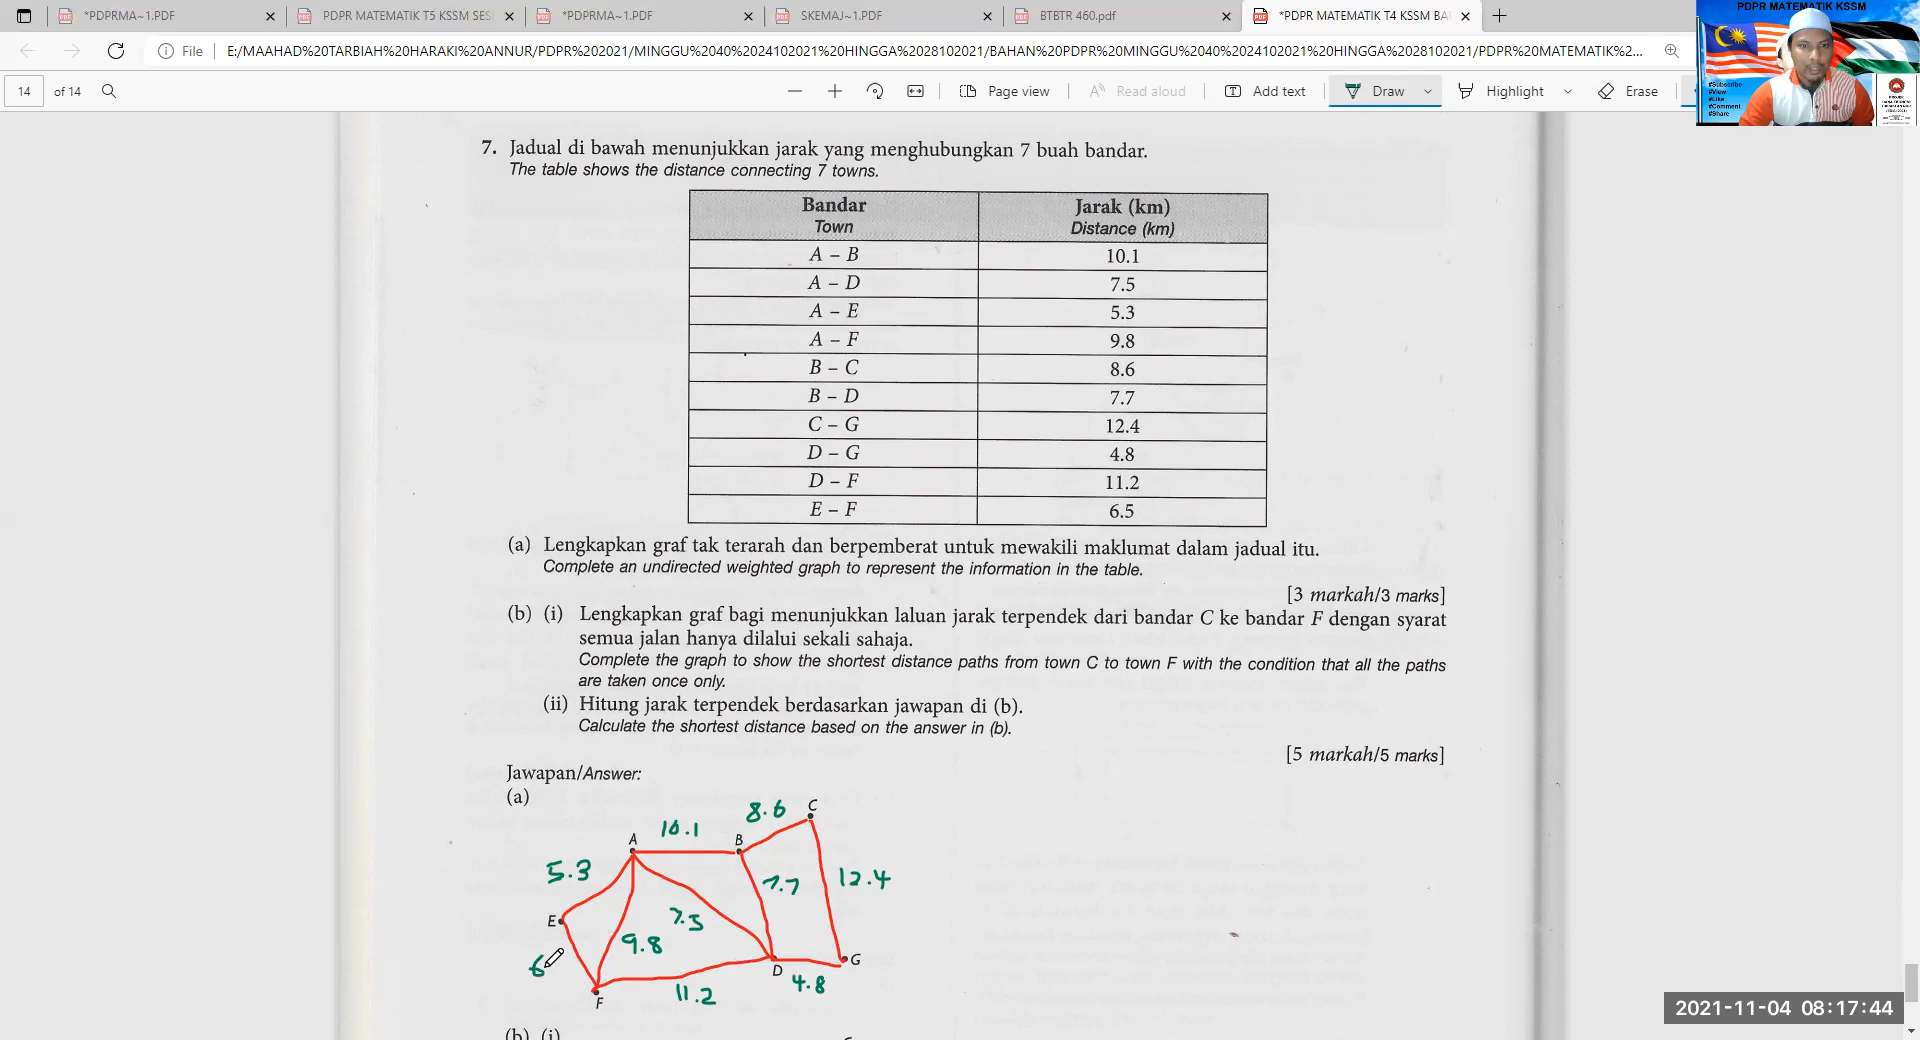 *PDPRMA~1.PDF
PDPR MATEMATIK T5 KSSM SES
*PDPRMA~1.PDF
SKEMAJ~1.PDF
BTBTR 460.pdf
*PDPR MATEMATIK T4 KSSM BA
File
E:/MAAHAD%20TARBIAH%20HARAKI%20ANNUR/PDPR%202021/MINGGU%2040%2024102021%20HINGGA%2028102021/BAHAN%20PDPR%20MINGGU%2040%2024102021%20HINGGA%2028102021/PDPR%20MATEMATIK%2...
14 of 14
Page view
Read aloud
Add text
Draw
Highlight
Erase
PDPR MATEMATIK KSSM
#Subscribe
#View
#Like
#Comment
#Share
7. Jadual di bawah menunjukkan jarak yang menghubungkan 7 buah bandar.
The table shows the distance connecting 7 towns.
Bandar Jarak (km)
Town Distance (km)
A – B 10.1
A – D 7.5
A – E 5.3
A – F 9.8
B – C 8.6
B – D 7.7
C – G 12.4
D – G 4.8
D – F 11.2
E – F 6.5
(a) Lengkapkan graf tak terarah dan berpemberat untuk mewakili maklumat dalam jadual itu.
Complete an undirected weighted graph to represent the information in the table.
[3 markah/3 marks]
(b) (i) Lengkapkan graf bagi menunjukkan laluan jarak terpendek dari bandar C ke bandar F dengan syarat
semua jalan hanya dilalui sekali sahaja.
Complete the graph to show the shortest distance paths from town C to town F with the condition that all the paths
are taken once only.
(ii) Hitung jarak terpendek berdasarkan jawapan di (b).
Calculate the shortest distance based on the answer in (b).
[5 markah/5 marks]
Jawapan/Answer:
(a)
8.6 C
10.1
A B
5.3 7.7 12.4
E 7.5
9.8
6
D G
11.2 4.8
F
(b) (i)
2021-11-04 08:17:44